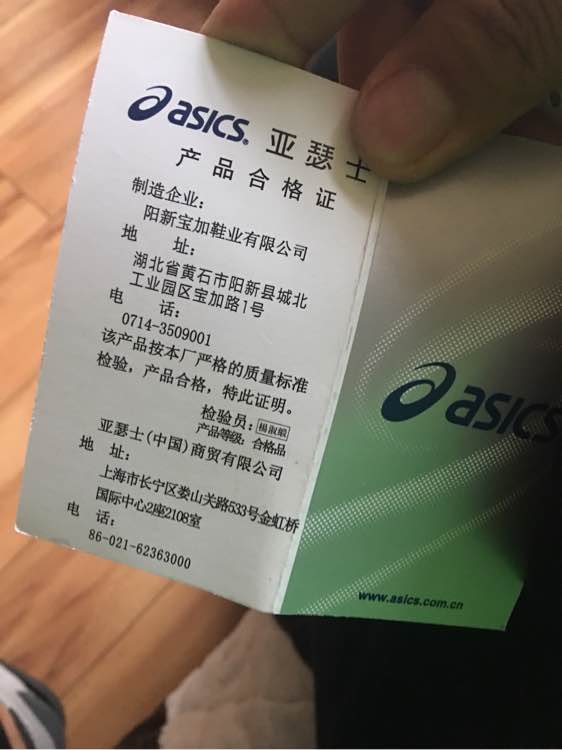 asics® 亚瑟士
产品合格证
制造企业:
阳新宝加鞋业有限公司
地 址:
湖北省黄石市阳新县城北
工业园区宝加路1号
电 话:
0714-3509001
该产品按本厂严格的质量标准
检验,产品合格,特此证明。
检验员:
产品等级:合格品
亚瑟士(中国)商贸有限公司
地 址:
上海市长宁区娄山关路533号金虹桥
国际中心2座2108室
电 话:
86-021-62363000
asics
www.asics.com.cn